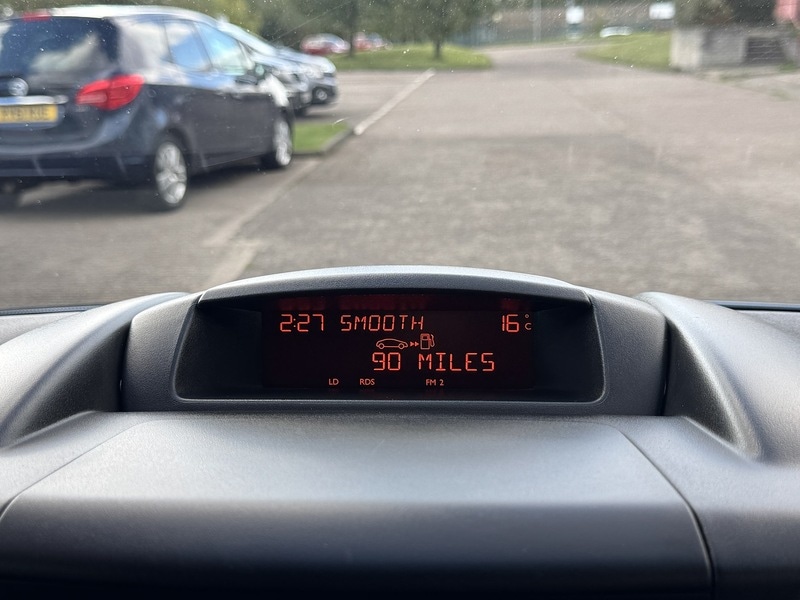 2:27 SMOOTH 16°C
90 MILES
LD RDS FM 2